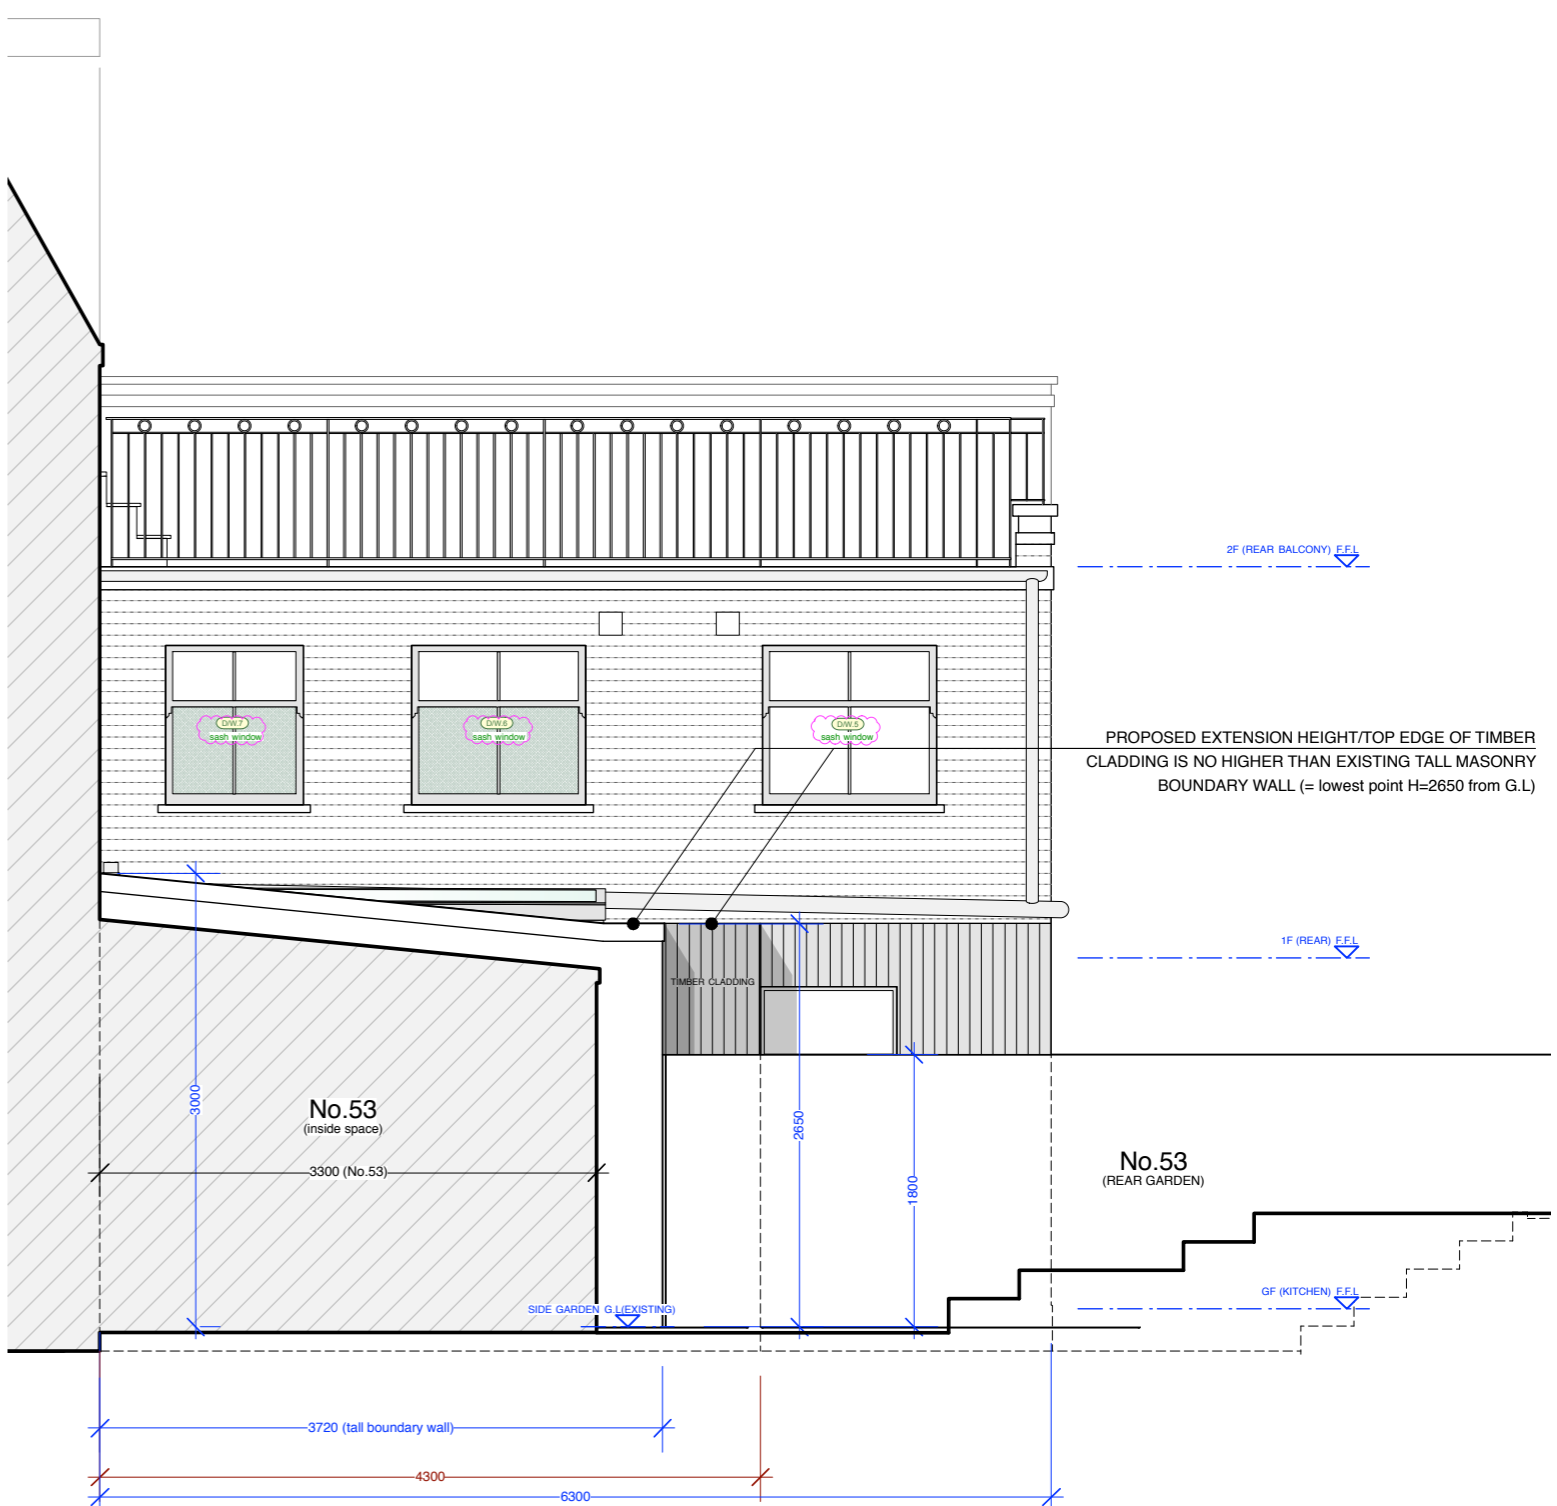 2F (REAR BALCONY) F.F.L
D/W.7
sash window
D/W.6
sash window
D/W.5
sash window
PROPOSED EXTENSION HEIGHT/TOP EDGE OF TIMBER
CLADDING IS NO HIGHER THAN EXISTING TALL MASONRY
BOUNDARY WALL (= lowest point H=2650 from G.L)
1F (REAR) F.F.L
TIMBER CLADDING
3000
No.53
(inside space)
3300 (No.53)
2650
1800
No.53
(REAR GARDEN)
SIDE GARDEN G.L(EXISTING)
GF (KITCHEN) F.F.L
3720 (tall boundary wall)
4300
6300